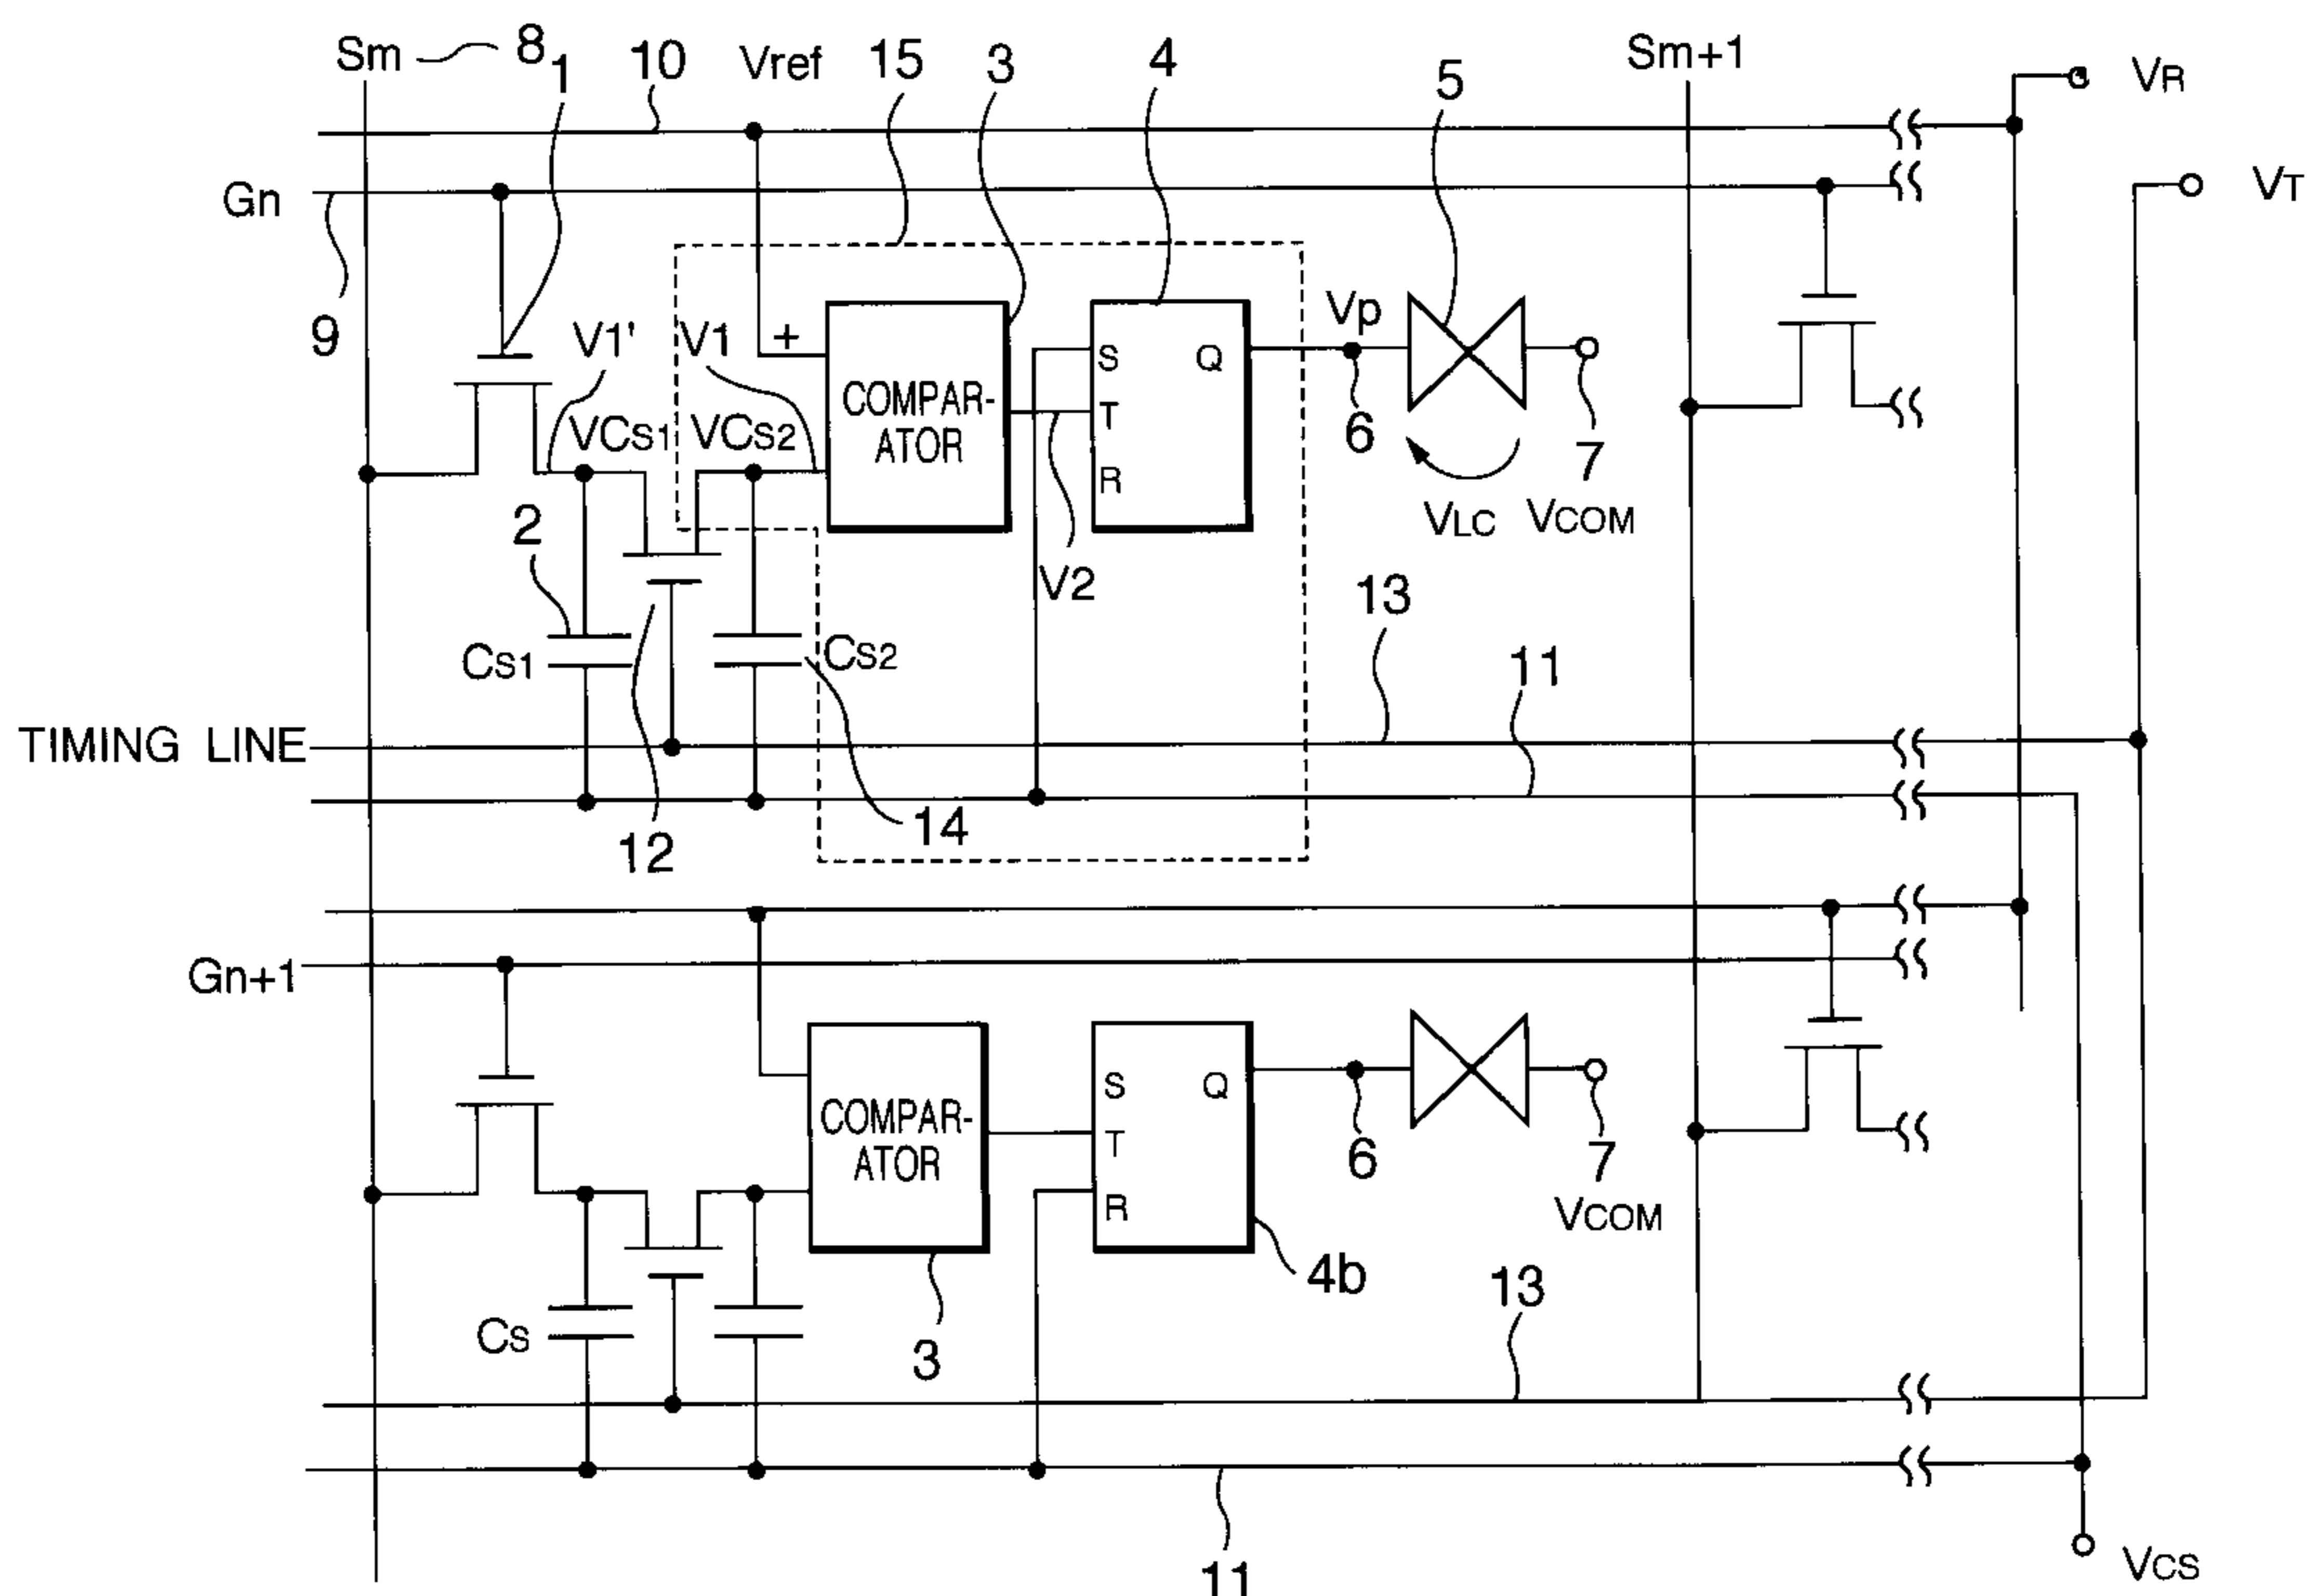 Sm 8 1 10 Vref 15 3 4 5 Sm+1 VR
Gn VT
9 V1' V1 + S Q Vp
COMPAR-
ATOR
T 6 7
VCS1 VCS2 R
2 VLC VCOM
V2 13
CS1 CS2 11
TIMING LINE
12 14
Gn+1
COMPAR-
ATOR
S Q
T 6 7
R VCOM
4b
CS 3 13
11 VCS